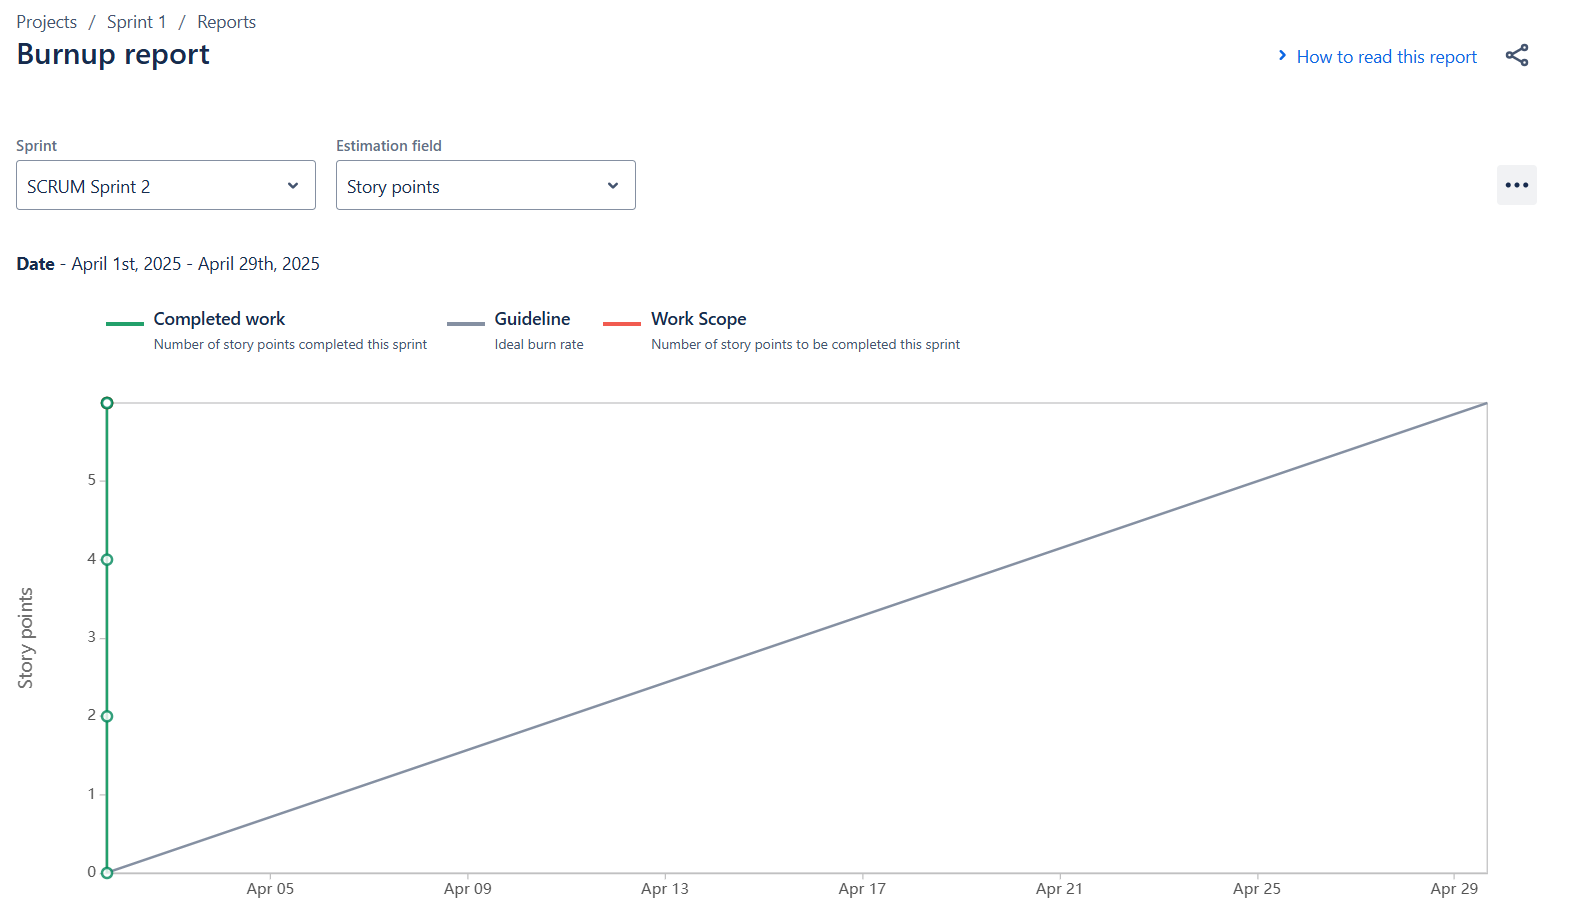 Projects / Sprint 1 / Reports
Burnup report
How to read this report
Sprint
Estimation field
SCRUM Sprint 2
Story points
Date - April 1st, 2025 - April 29th, 2025
Completed work
Number of story points completed this sprint
Guideline
Ideal burn rate
Work Scope
Number of story points to be completed this sprint
Story points
5
4
3
2
1
0
Apr 05
Apr 09
Apr 13
Apr 17
Apr 21
Apr 25
Apr 29